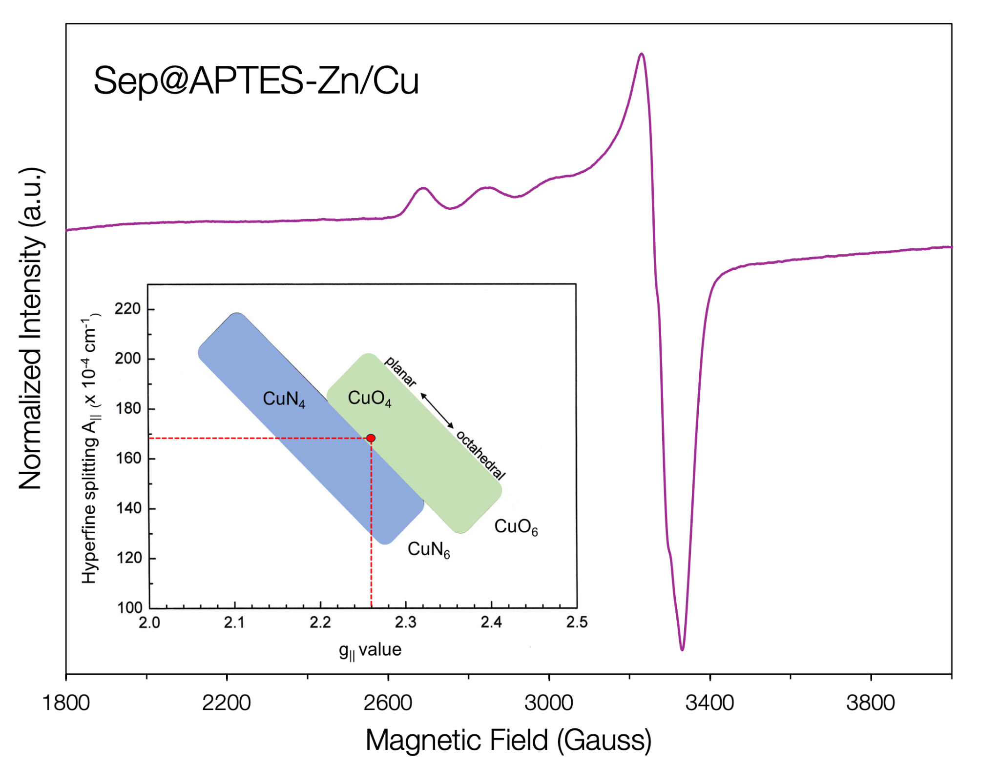 Sep@APTES-Zn/Cu
Normalized Intensity (a.u.)
220
200
180
160
140
120
100
Hyperfine splitting A|| (x 10-4 cm-1)
CuN4
CuO4
planar
octahedral
CuO6
CuN6
2.0 2.1 2.2 2.3 2.4 2.5
g|| value
1800 2200 2600 3000 3400 3800
Magnetic Field (Gauss)